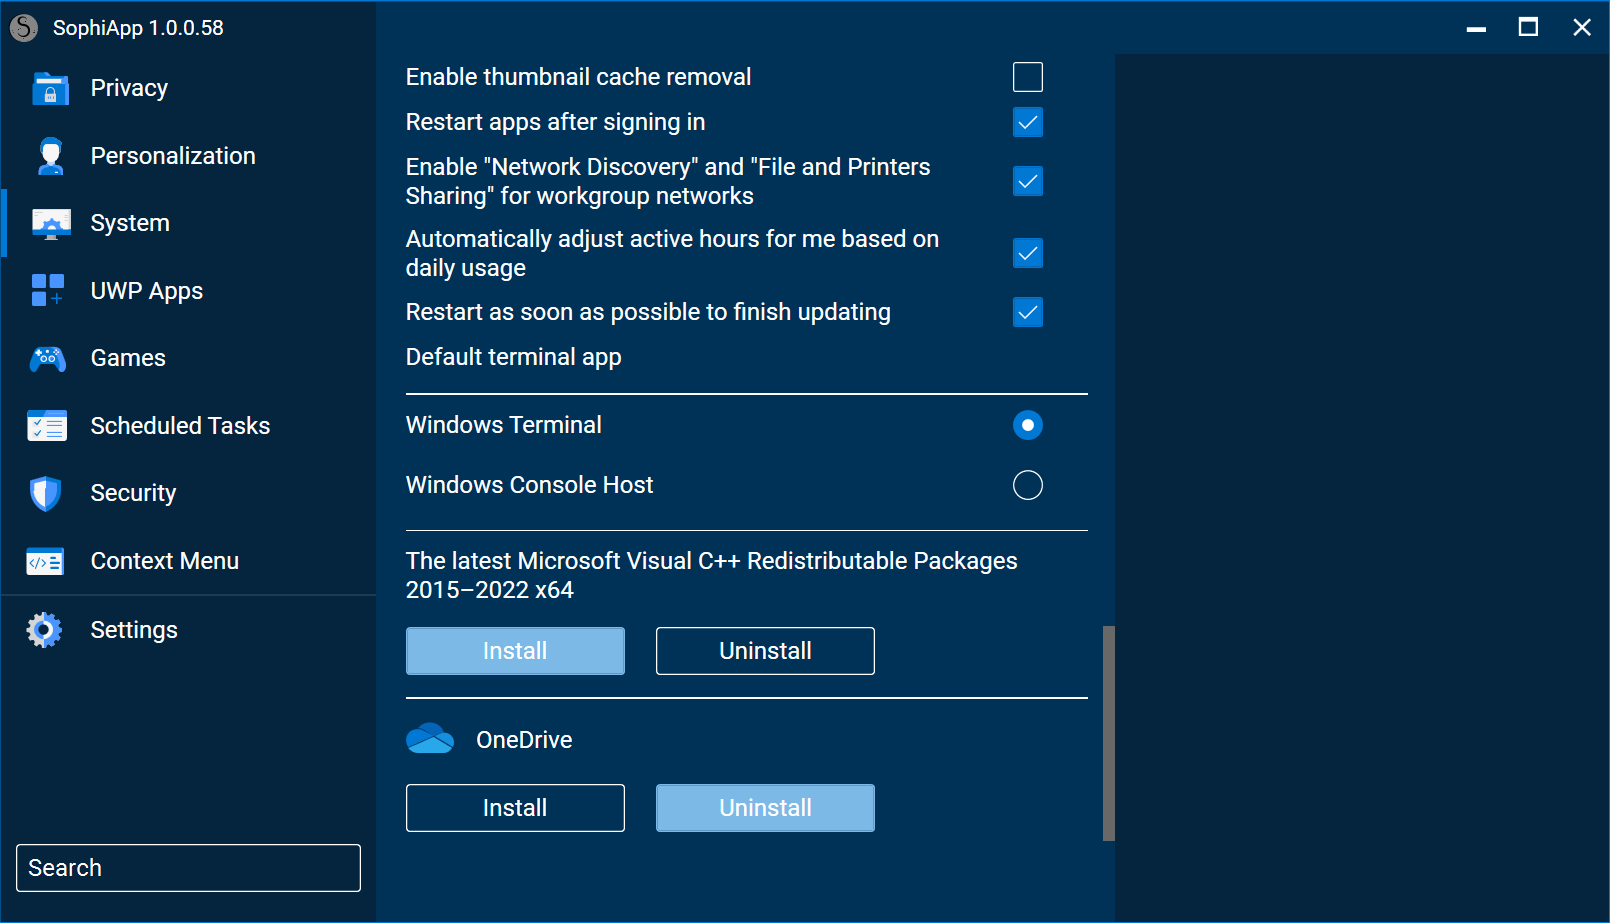 SophiApp 1.0.0.58
Privacy
Personalization
System
UWP Apps
Games
Scheduled Tasks
Security
Context Menu
Settings
Search
Enable thumbnail cache removal
Restart apps after signing in
Enable "Network Discovery" and "File and Printers
Sharing" for workgroup networks
Automatically adjust active hours for me based on
daily usage
Restart as soon as possible to finish updating
Default terminal app
Windows Terminal
Windows Console Host
The latest Microsoft Visual C++ Redistributable Packages
2015–2022 x64
Install
Uninstall
OneDrive
Install
Uninstall